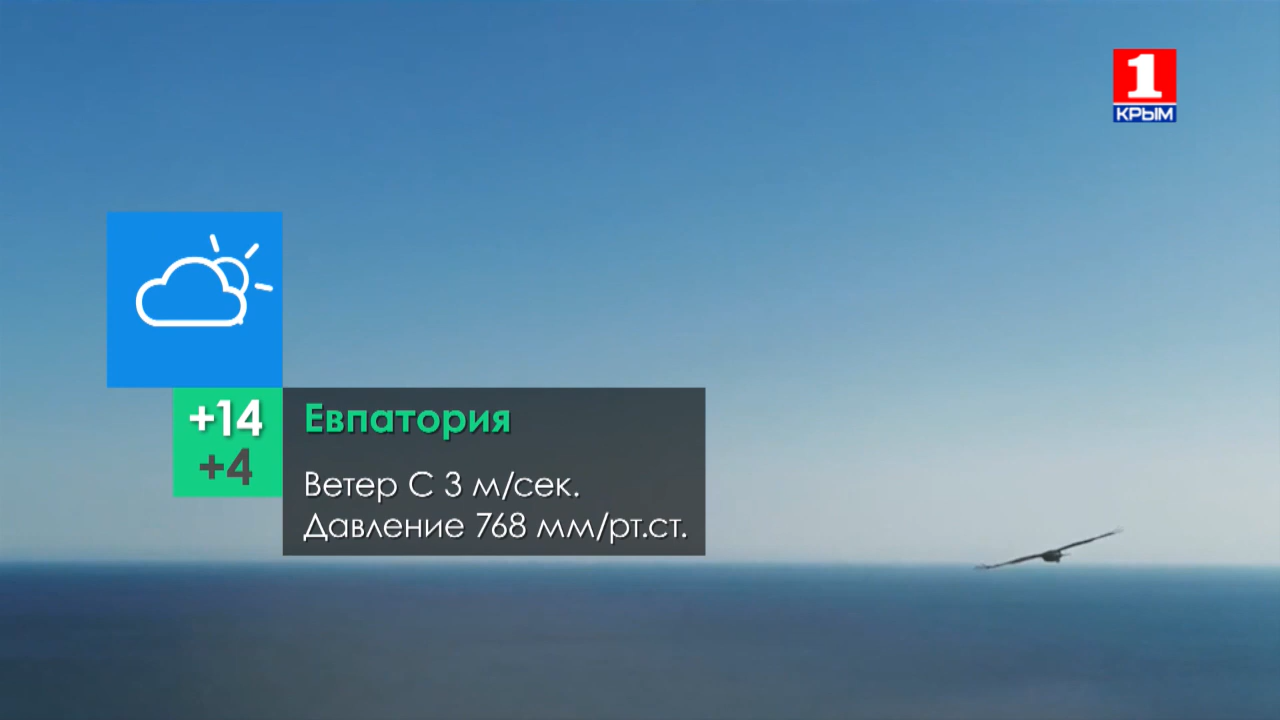 1
КРЫМ
+14
+4
Евпатория
Ветер С 3 м/сек.
Давление 768 мм/рт.ст.